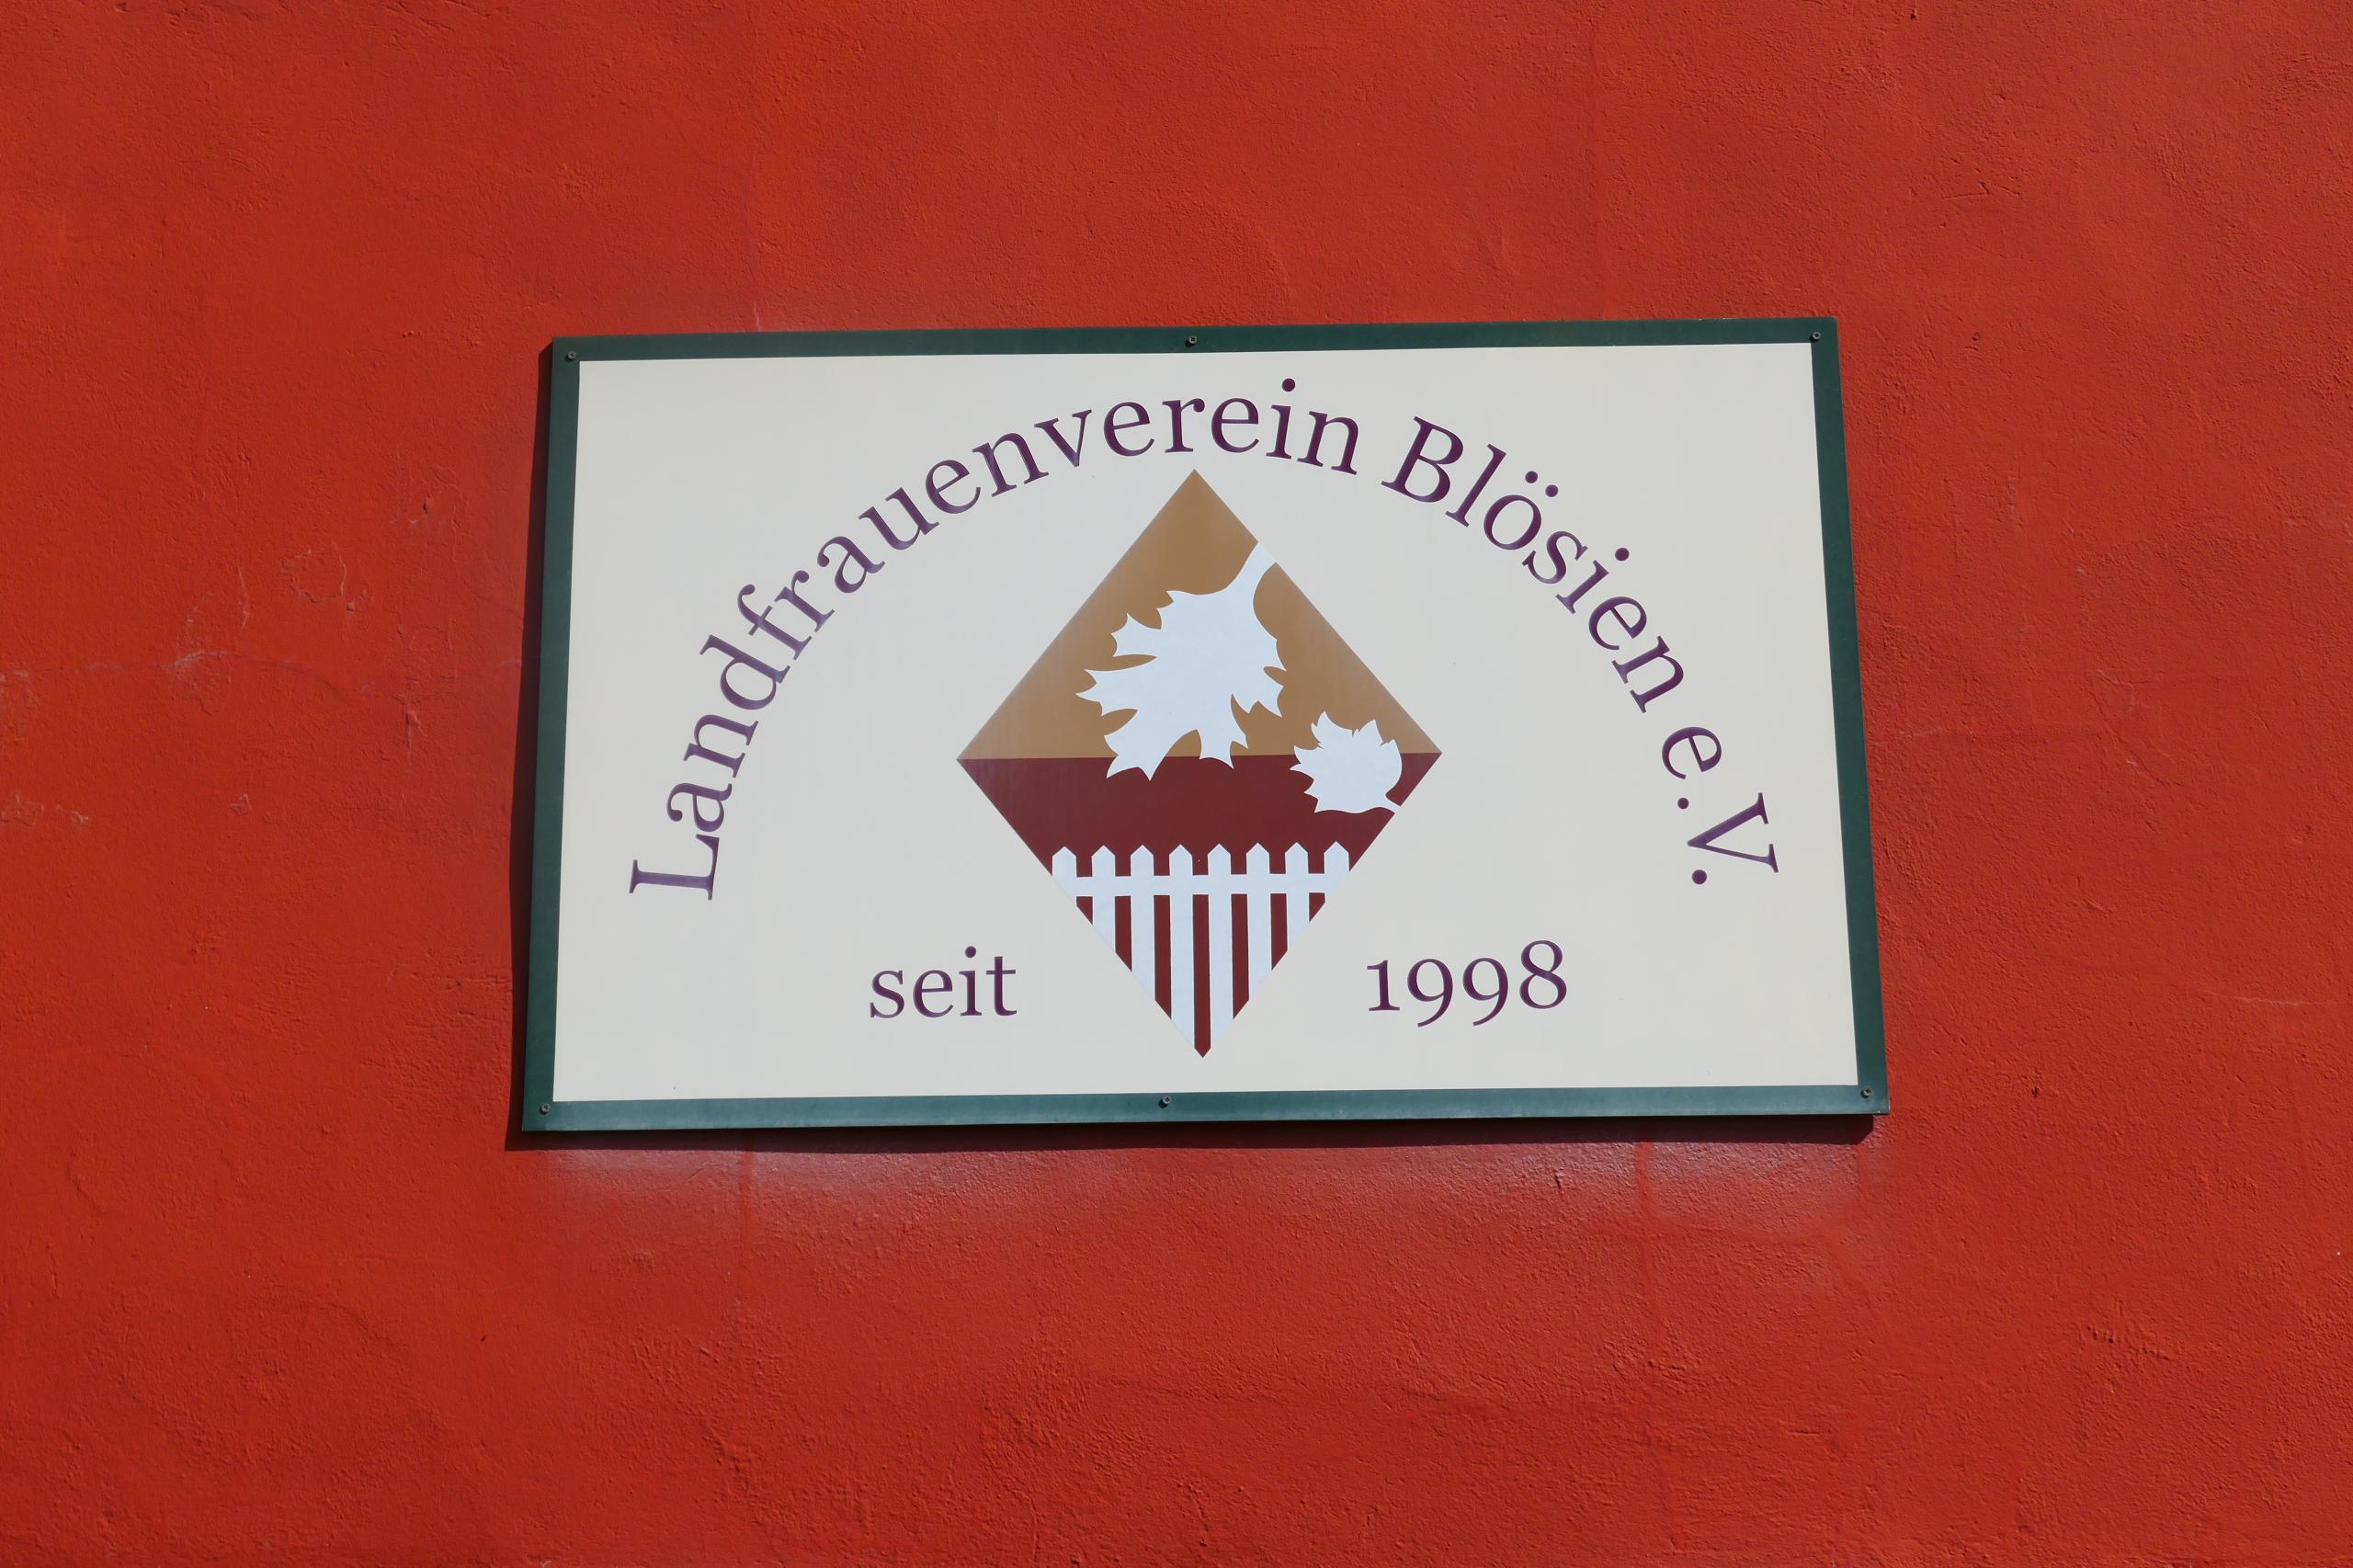 Landfrauenverein Blösien e.V.
seit 1998